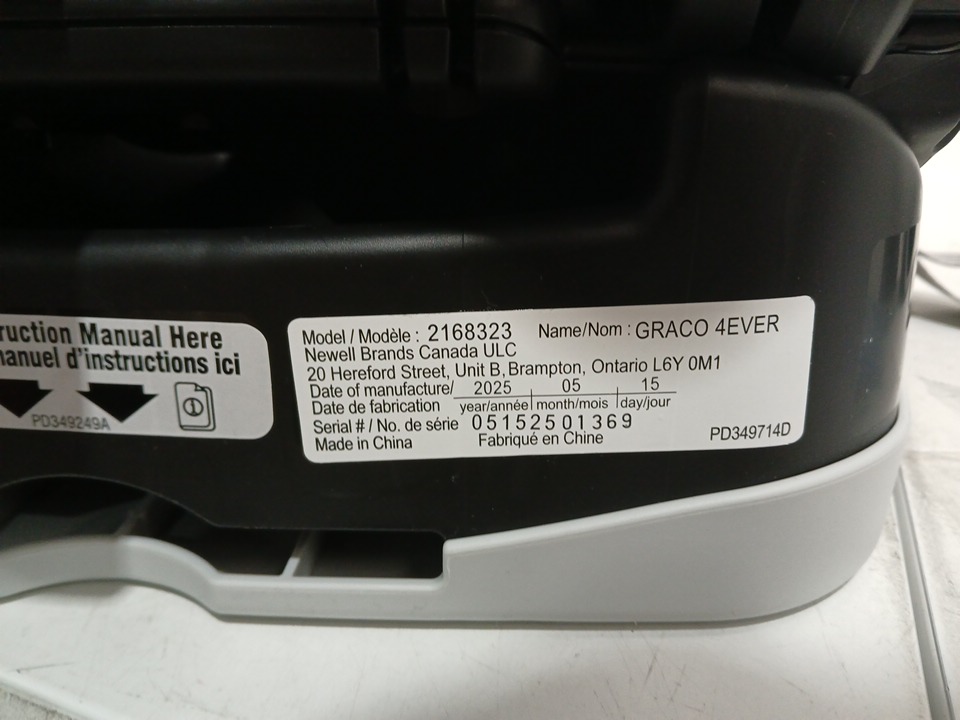 ruction Manual Here
manuel d'instructions ici
PD349249A
Model / Modèle : 2168323 Name/Nom : GRACO 4EVER
Newell Brands Canada ULC
20 Hereford Street, Unit B, Brampton, Ontario L6Y 0M1
Date of manufacture/ 2025 05 15
Date de fabrication year/année month/mois day/jour
Serial # / No. de série 05152501369
Made in China Fabriqué en Chine
PD349714D